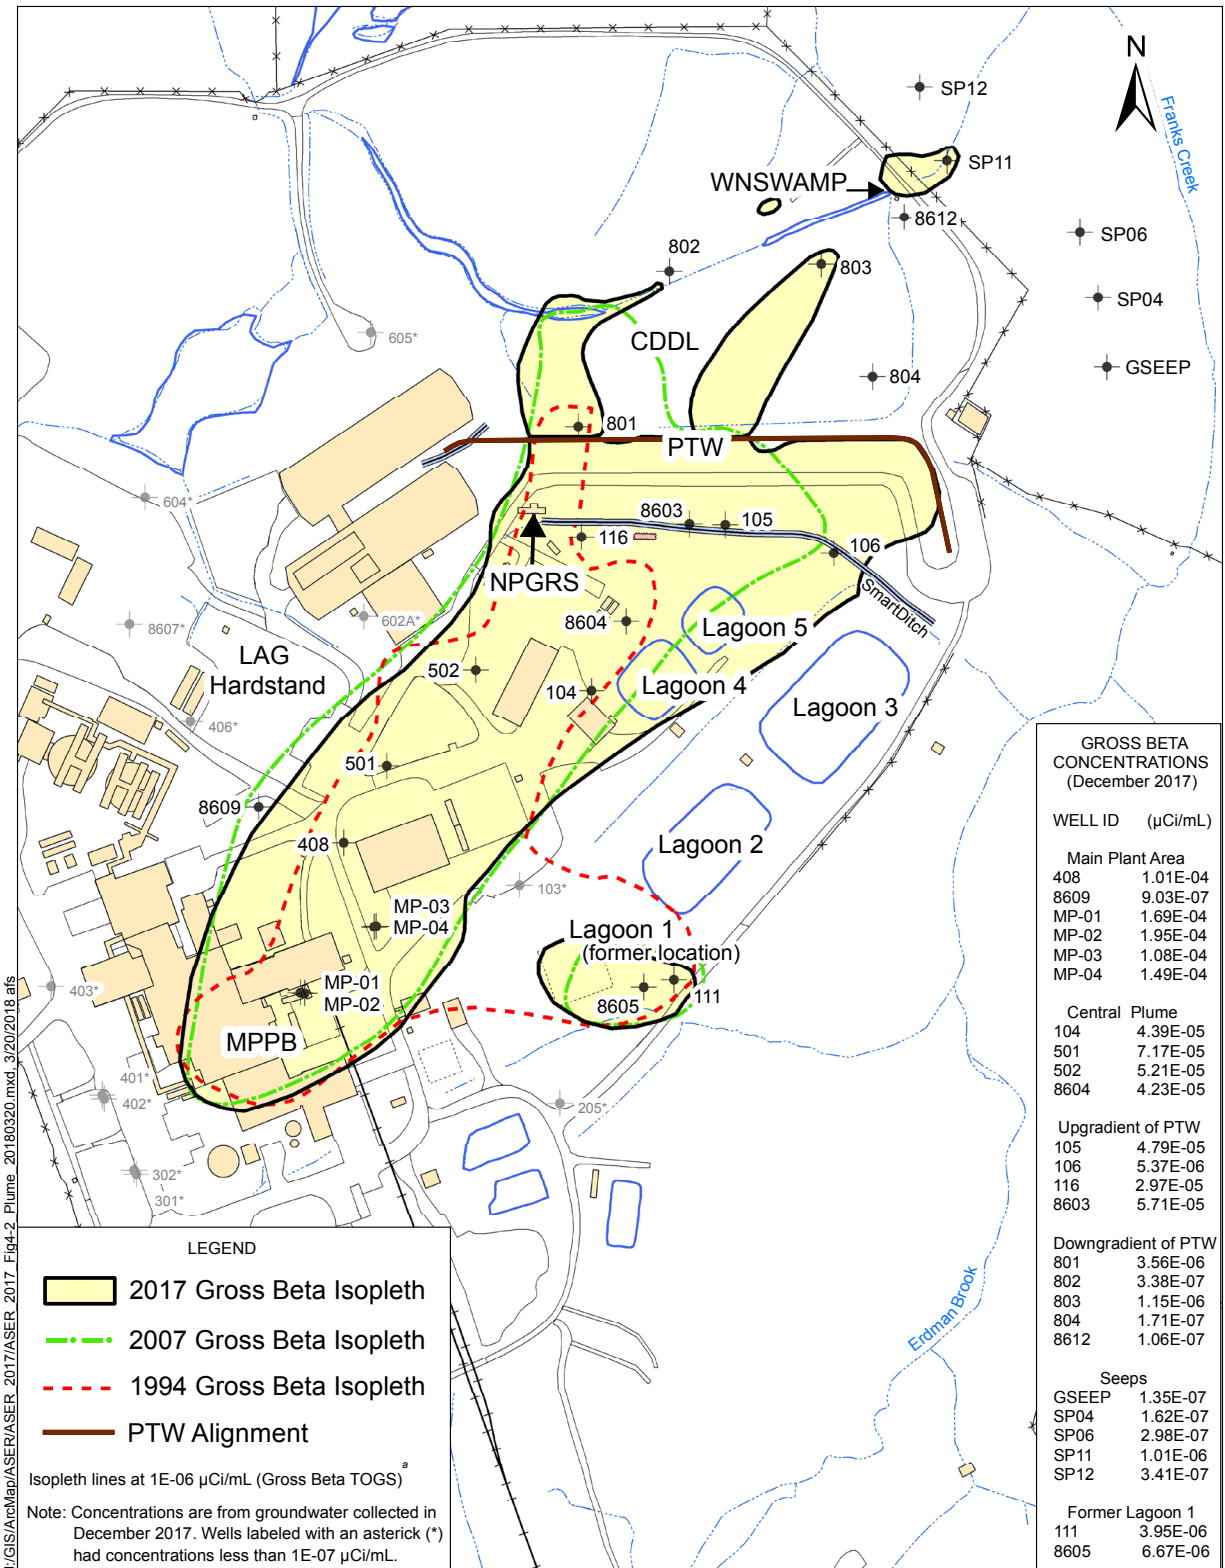 N
SP12
Franks Creek
SP11
WNSWAMP
8612
SP06
802
803
SP04
605*
CDDL
GSEEP
804
801
PTW
604*
8603
105
116
106
NPGRS
SmartDitch
602A*
8607*
8604
Lagoon 5
LAG
Hardstand
502
Lagoon 4
104
Lagoon 3
406*
501
8609
408
Lagoon 2
103*
MP-03
MP-04
Lagoon 1
(former location)
403*
MP-01
MP-02
8605
111
MPPB
401*
402*
205*
302*
301*
Erdman Brook
GROSS BETA
CONCENTRATIONS
(December 2017)
WELL ID (µCi/mL)
Main Plant Area
408 1.01E-04
8609 9.03E-07
MP-01 1.69E-04
MP-02 1.95E-04
MP-03 1.08E-04
MP-04 1.49E-04
Central Plume
104 4.39E-05
501 7.17E-05
502 5.21E-05
8604 4.23E-05
Upgradient of PTW
105 4.79E-05
106 5.37E-06
116 2.97E-05
8603 5.71E-05
Downgradient of PTW
801 3.56E-06
802 3.38E-07
803 1.15E-06
804 1.71E-07
8612 1.06E-07
Seeps
GSEEP 1.35E-07
SP04 1.62E-07
SP06 2.98E-07
SP11 1.01E-06
SP12 3.41E-07
Former Lagoon 1
111 3.95E-06
8605 6.67E-06
LEGEND
2017 Gross Beta Isopleth
2007 Gross Beta Isopleth
1994 Gross Beta Isopleth
PTW Alignment
Isopleth lines at 1E-06 µCi/mL (Gross Beta TOGS) a
Note: Concentrations are from groundwater collected in
December 2017. Wells labeled with an asterick (*)
had concentrations less than 1E-07 µCi/mL.
:/GIS/ArcMap/ASER/ASER_2017/ASER_2017_Fig4-2_Plume_20180320.mxd, 3/20/2018 afs